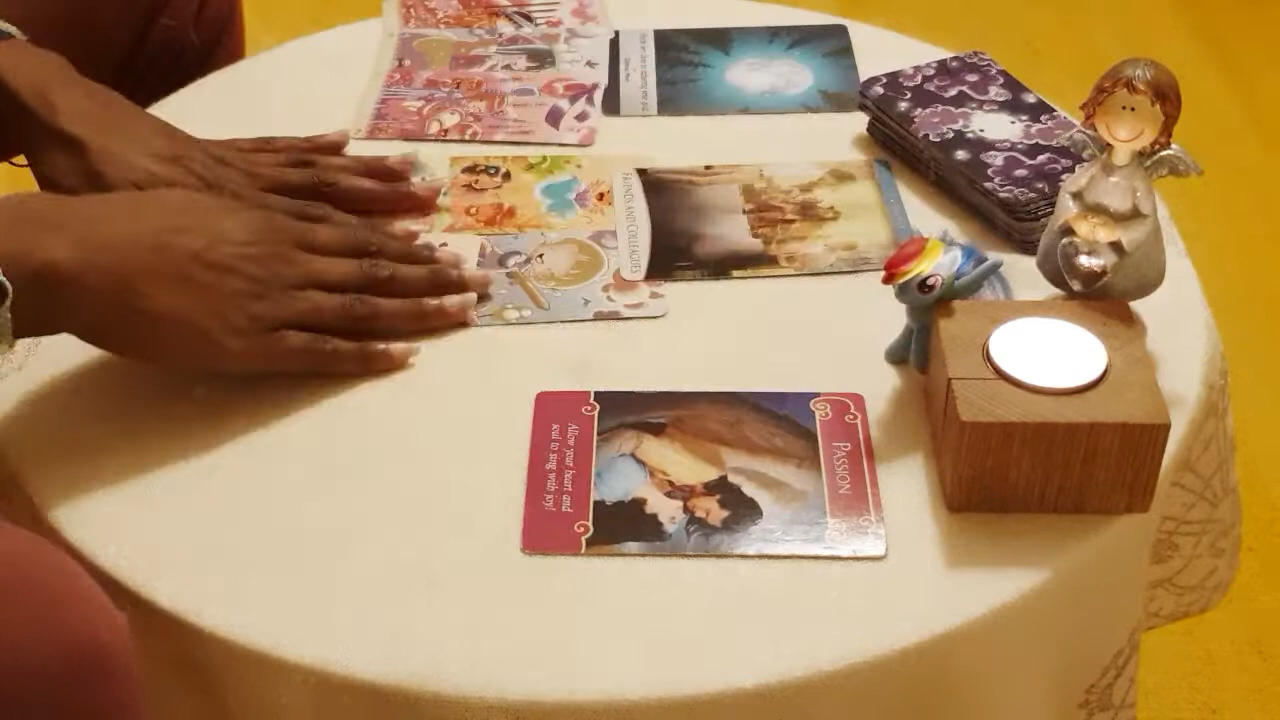 FRIENDS AND COLLEAGUES
PASSION
Allow your heart and
soul to sing with joy!